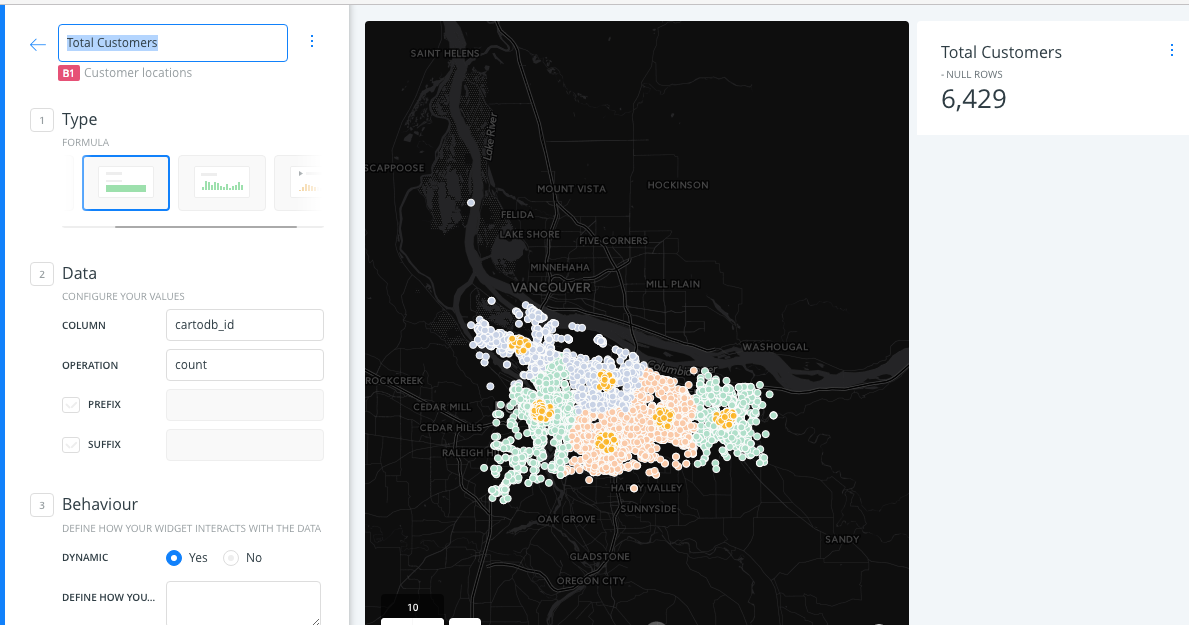 Total Customers
B1 Customer locations
1 Type
FORMULA
2 Data
CONFIGURE YOUR VALUES
COLUMN cartodb_id
OPERATION count
PREFIX
SUFFIX
3 Behaviour
DEFINE HOW YOUR WIDGET INTERACTS WITH THE DATA
DYNAMIC Yes No
DEFINE HOW YOU...
SAINT HELENS
Lake River
SCAPPOOSE
MOUNT VISTA
HOCKINSON
FELIDA
LAKE SHORE
FIVE CORNERS
MINNEHAHA
VANCOUVER
MILL PLAIN
WASHOUGAL
ROCKCREEK
CEDAR MILL
CEDAR HILLS
RALEIGH H
VALLEY
SUNNYSIDE
OAK GROVE
SANDY
GLADSTONE
OREGON CITY
10
Total Customers
- NULL ROWS
6,429